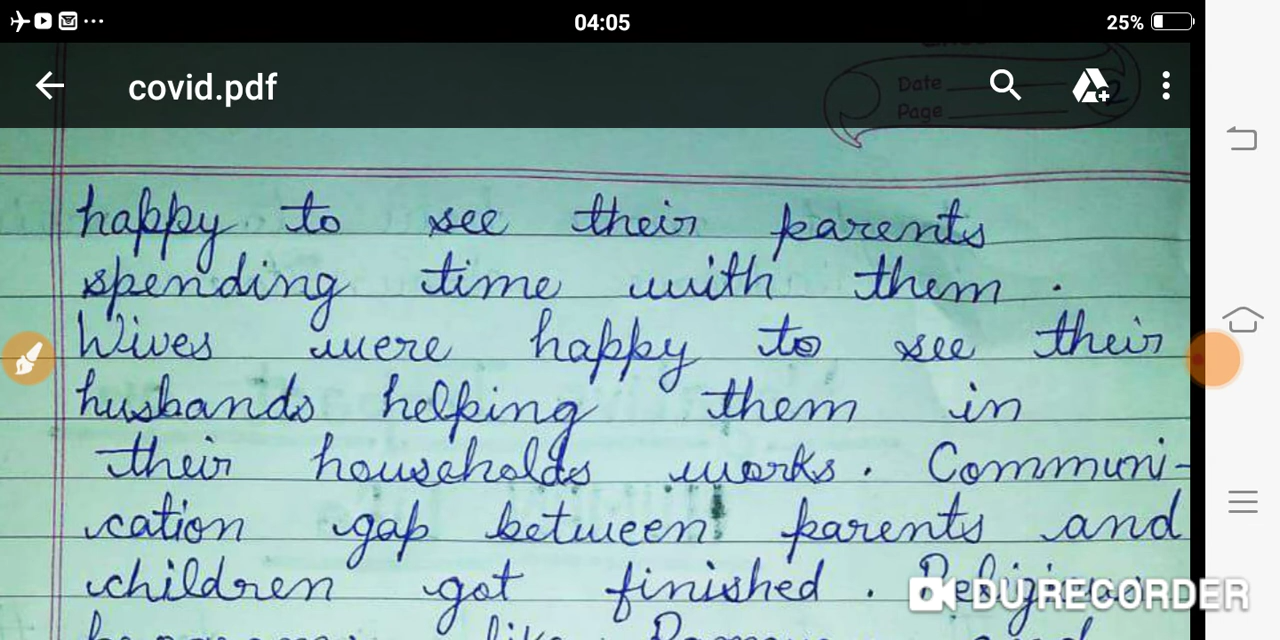 04:05
25%
covid.pdf
Date
Page
happy to see their parents
spending time with them .
Wives were happy to see their
husbands helping them in
their households works . Communi-
cation gap between parents and
children got finished .
DU RECORDER
like and